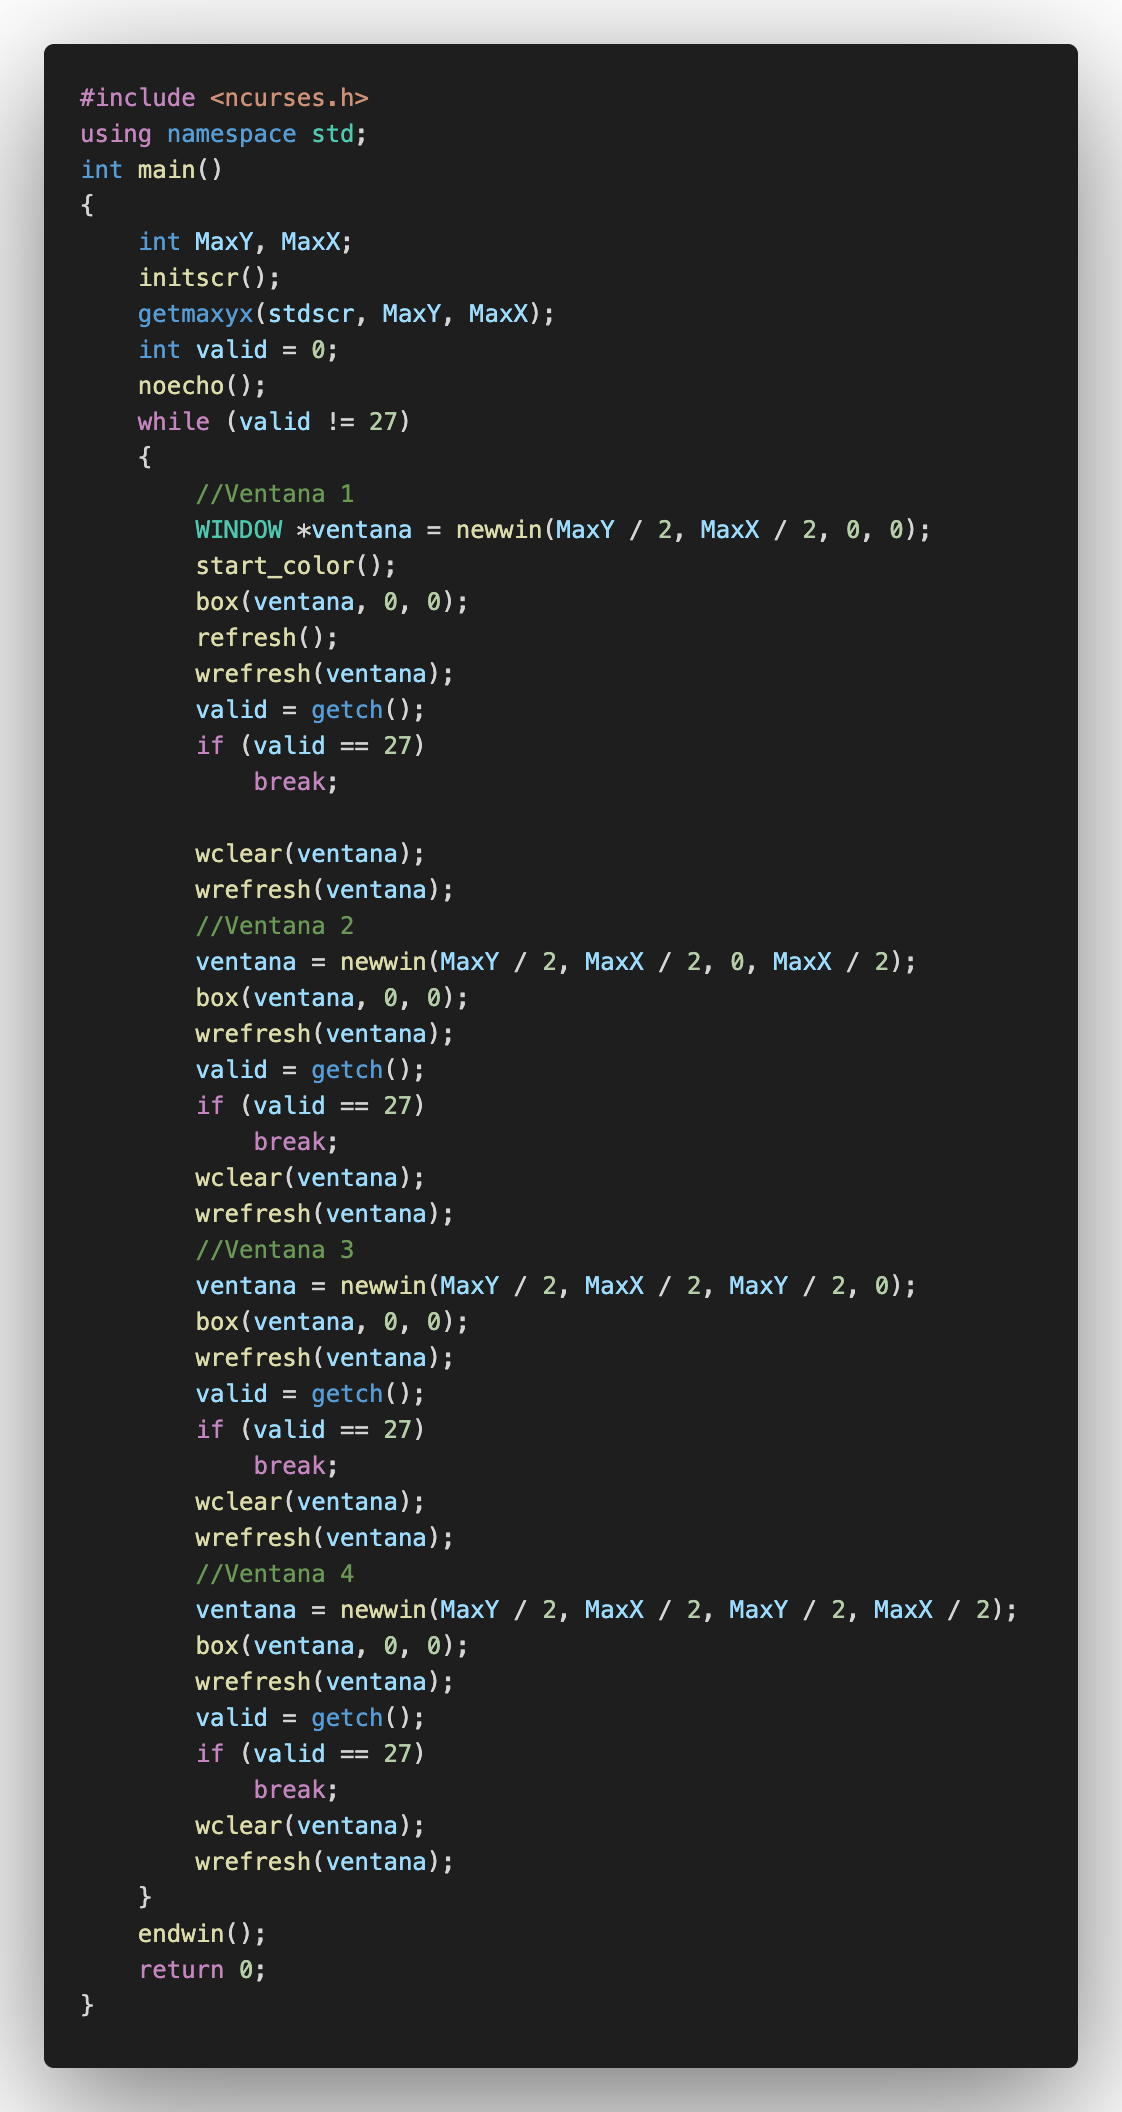 #include <ncurses.h>
using namespace std;
int main()
{
    int MaxY, MaxX;
    initscr();
    getmaxyx(stdscr, MaxY, MaxX);
    int valid = 0;
    noecho();
    while (valid != 27)
    {
        //Ventana 1
        WINDOW *ventana = newwin(MaxY / 2, MaxX / 2, 0, 0);
        start_color();
        box(ventana, 0, 0);
        refresh();
        wrefresh(ventana);
        valid = getch();
        if (valid == 27)
            break;

        wclear(ventana);
        wrefresh(ventana);
        //Ventana 2
        ventana = newwin(MaxY / 2, MaxX / 2, 0, MaxX / 2);
        box(ventana, 0, 0);
        wrefresh(ventana);
        valid = getch();
        if (valid == 27)
            break;
        wclear(ventana);
        wrefresh(ventana);
        //Ventana 3
        ventana = newwin(MaxY / 2, MaxX / 2, MaxY / 2, 0);
        box(ventana, 0, 0);
        wrefresh(ventana);
        valid = getch();
        if (valid == 27)
            break;
        wclear(ventana);
        wrefresh(ventana);
        //Ventana 4
        ventana = newwin(MaxY / 2, MaxX / 2, MaxY / 2, MaxX / 2);
        box(ventana, 0, 0);
        wrefresh(ventana);
        valid = getch();
        if (valid == 27)
            break;
        wclear(ventana);
        wrefresh(ventana);
    }
    endwin();
    return 0;
}